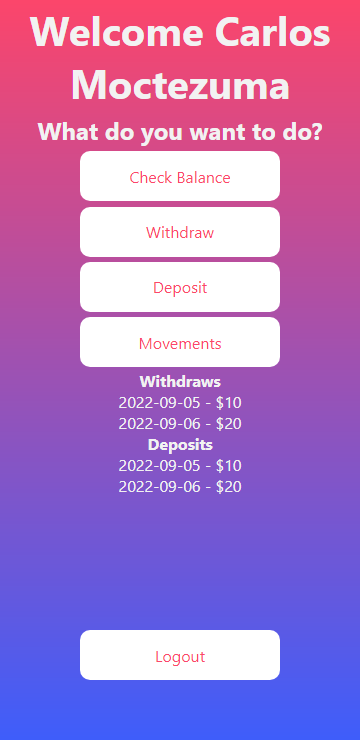 Welcome Carlos
Moctezuma
What do you want to do?
Check Balance
Withdraw
Deposit
Movements
Withdraws
2022-09-05 - $10
2022-09-06 - $20
Deposits
2022-09-05 - $10
2022-09-06 - $20
Logout